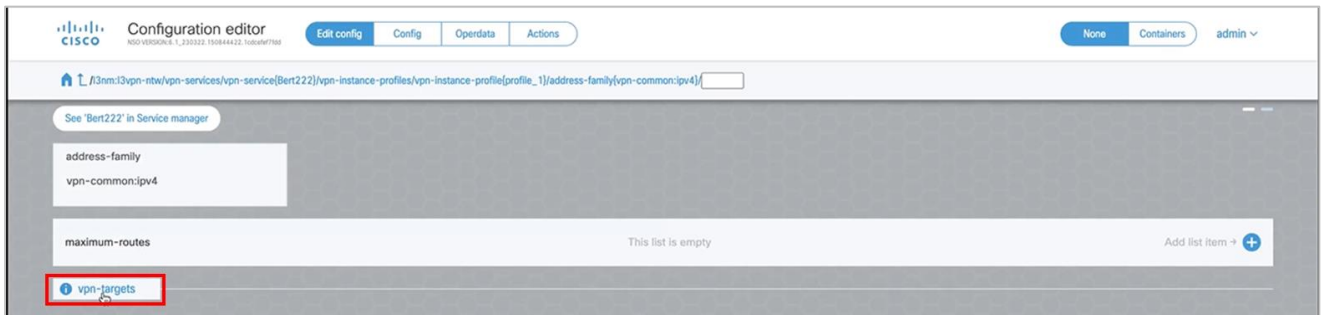 CISCO
Configuration editor
NSO VERSION:6.1_230322.150844422.1cdcafef7fdd
Edit config
Config
Operdata
Actions
None
Containers
admin
/l3nm:l3vpn-ntw/vpn-services/vpn-service{Bert222}/vpn-instance-profiles/vpn-instance-profile{profile_1}/address-family{vpn-common:ipv4}/
See 'Bert222' in Service manager
address-family
vpn-common:ipv4
maximum-routes
This list is empty
Add list item
vpn-targets